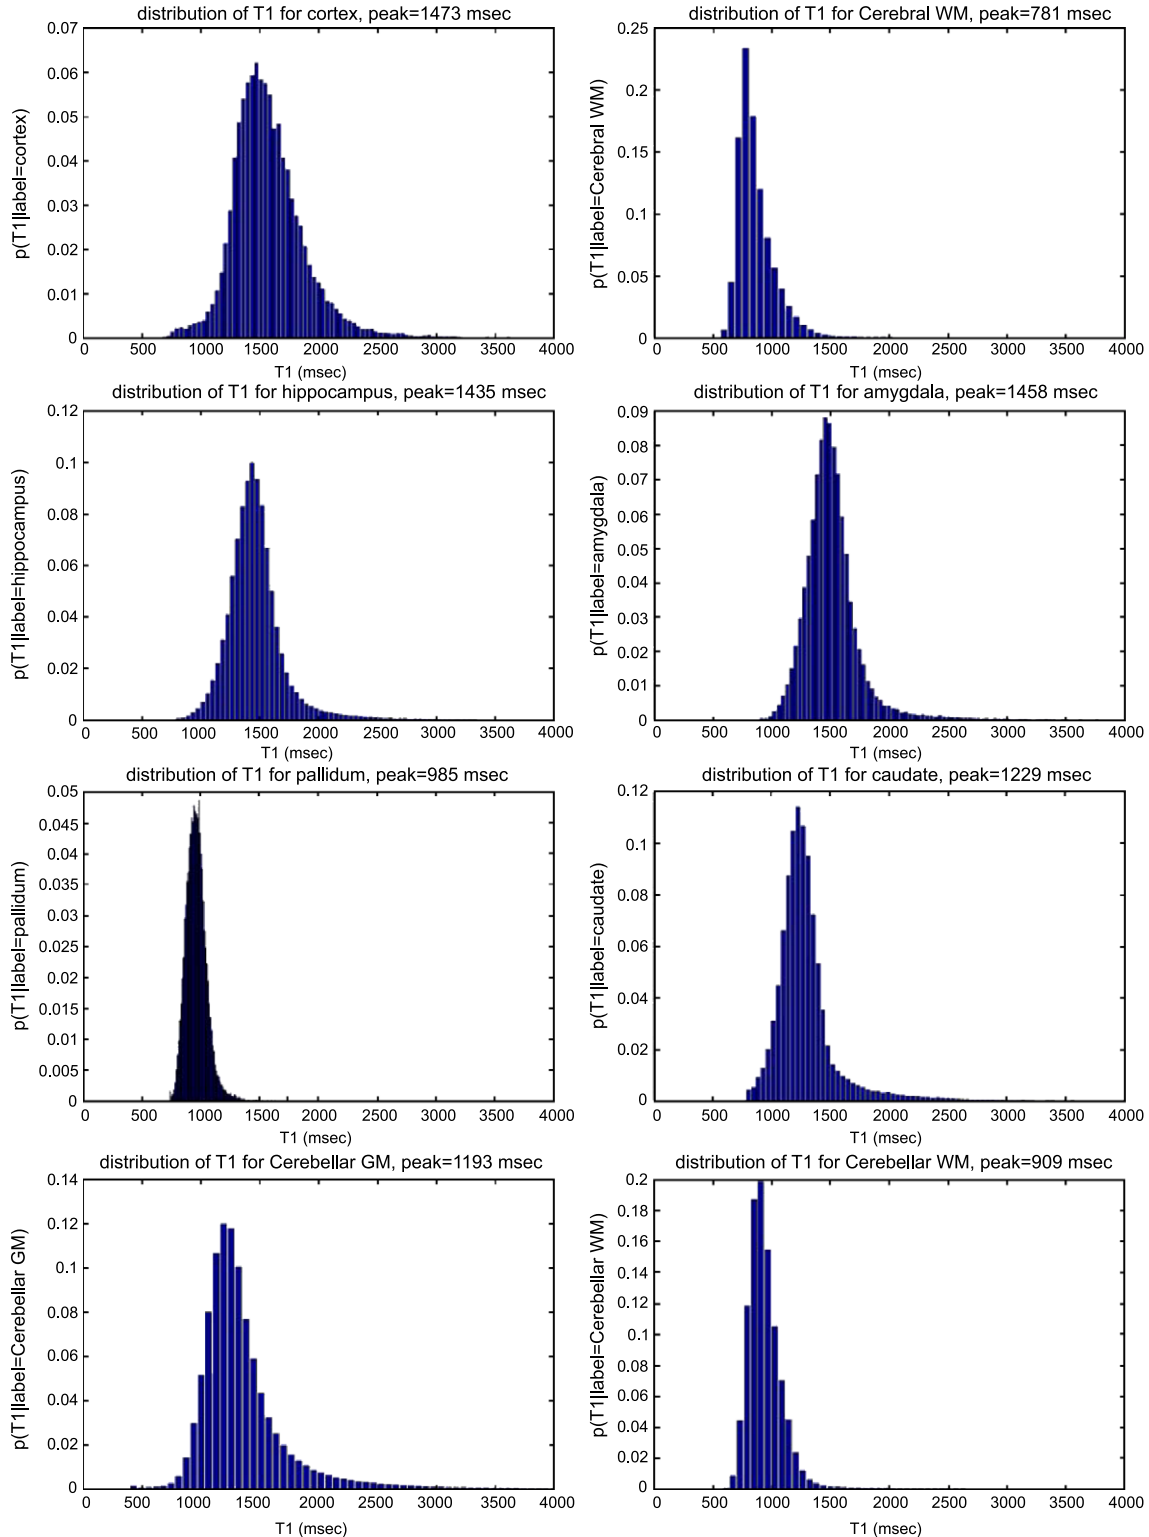 distribution of T1 for cortex, peak=1473 msec
p(T1||label=cortex)
0.07
0.06
0.05
0.04
0.03
0.02
0.01
0
0 500 1000 1500 2000 2500 3000 3500 4000
T1 (msec)
distribution of T1 for Cerebral WM, peak=781 msec
p(T1||label=Cerebral WM)
0.25
0.2
0.15
0.1
0.05
0
0 500 1000 1500 2000 2500 3000 3500 4000
T1 (msec)
distribution of T1 for hippocampus, peak=1435 msec
p(T1||label=hippocampus)
0.12
0.1
0.08
0.06
0.04
0.02
0
0 500 1000 1500 2000 2500 3000 3500 4000
T1 (msec)
distribution of T1 for amygdala, peak=1458 msec
p(T1||label=amygdala)
0.09
0.08
0.07
0.06
0.05
0.04
0.03
0.02
0.01
0
0 500 1000 1500 2000 2500 3000 3500 4000
T1 (msec)
distribution of T1 for pallidum, peak=985 msec
p(T1||label=pallidum)
0.05
0.045
0.04
0.035
0.03
0.025
0.02
0.015
0.01
0.005
0
0 500 1000 1500 2000 2500 3000 3500 4000
T1 (msec)
distribution of T1 for caudate, peak=1229 msec
p(T1||label=caudate)
0.12
0.1
0.08
0.06
0.04
0.02
0
0 500 1000 1500 2000 2500 3000 3500 4000
T1 (msec)
distribution of T1 for Cerebellar GM, peak=1193 msec
p(T1||label=Cerebellar GM)
0.14
0.12
0.1
0.08
0.06
0.04
0.02
0
0 500 1000 1500 2000 2500 3000 3500 4000
T1 (msec)
distribution of T1 for Cerebellar WM, peak=909 msec
p(T1||label=Cerebellar WM)
0.2
0.18
0.16
0.14
0.12
0.1
0.08
0.06
0.04
0.02
0
0 500 1000 1500 2000 2500 3000 3500 4000
T1 (msec)